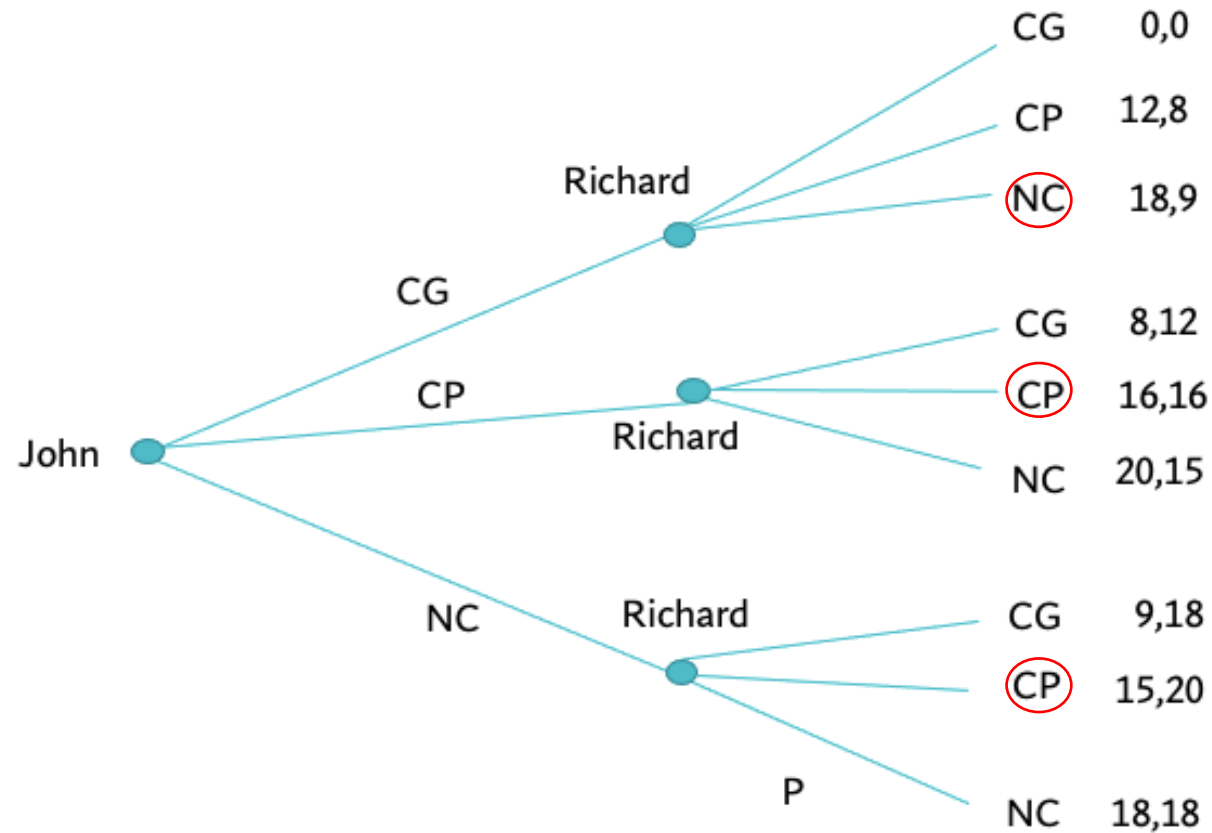 CG 0,0
CP 12,8
Richard
NC 18,9
CG
CG 8,12
CP
CP 16,16
Richard
John
NC 20,15
NC
Richard
CG 9,18
CP 15,20
P
NC 18,18